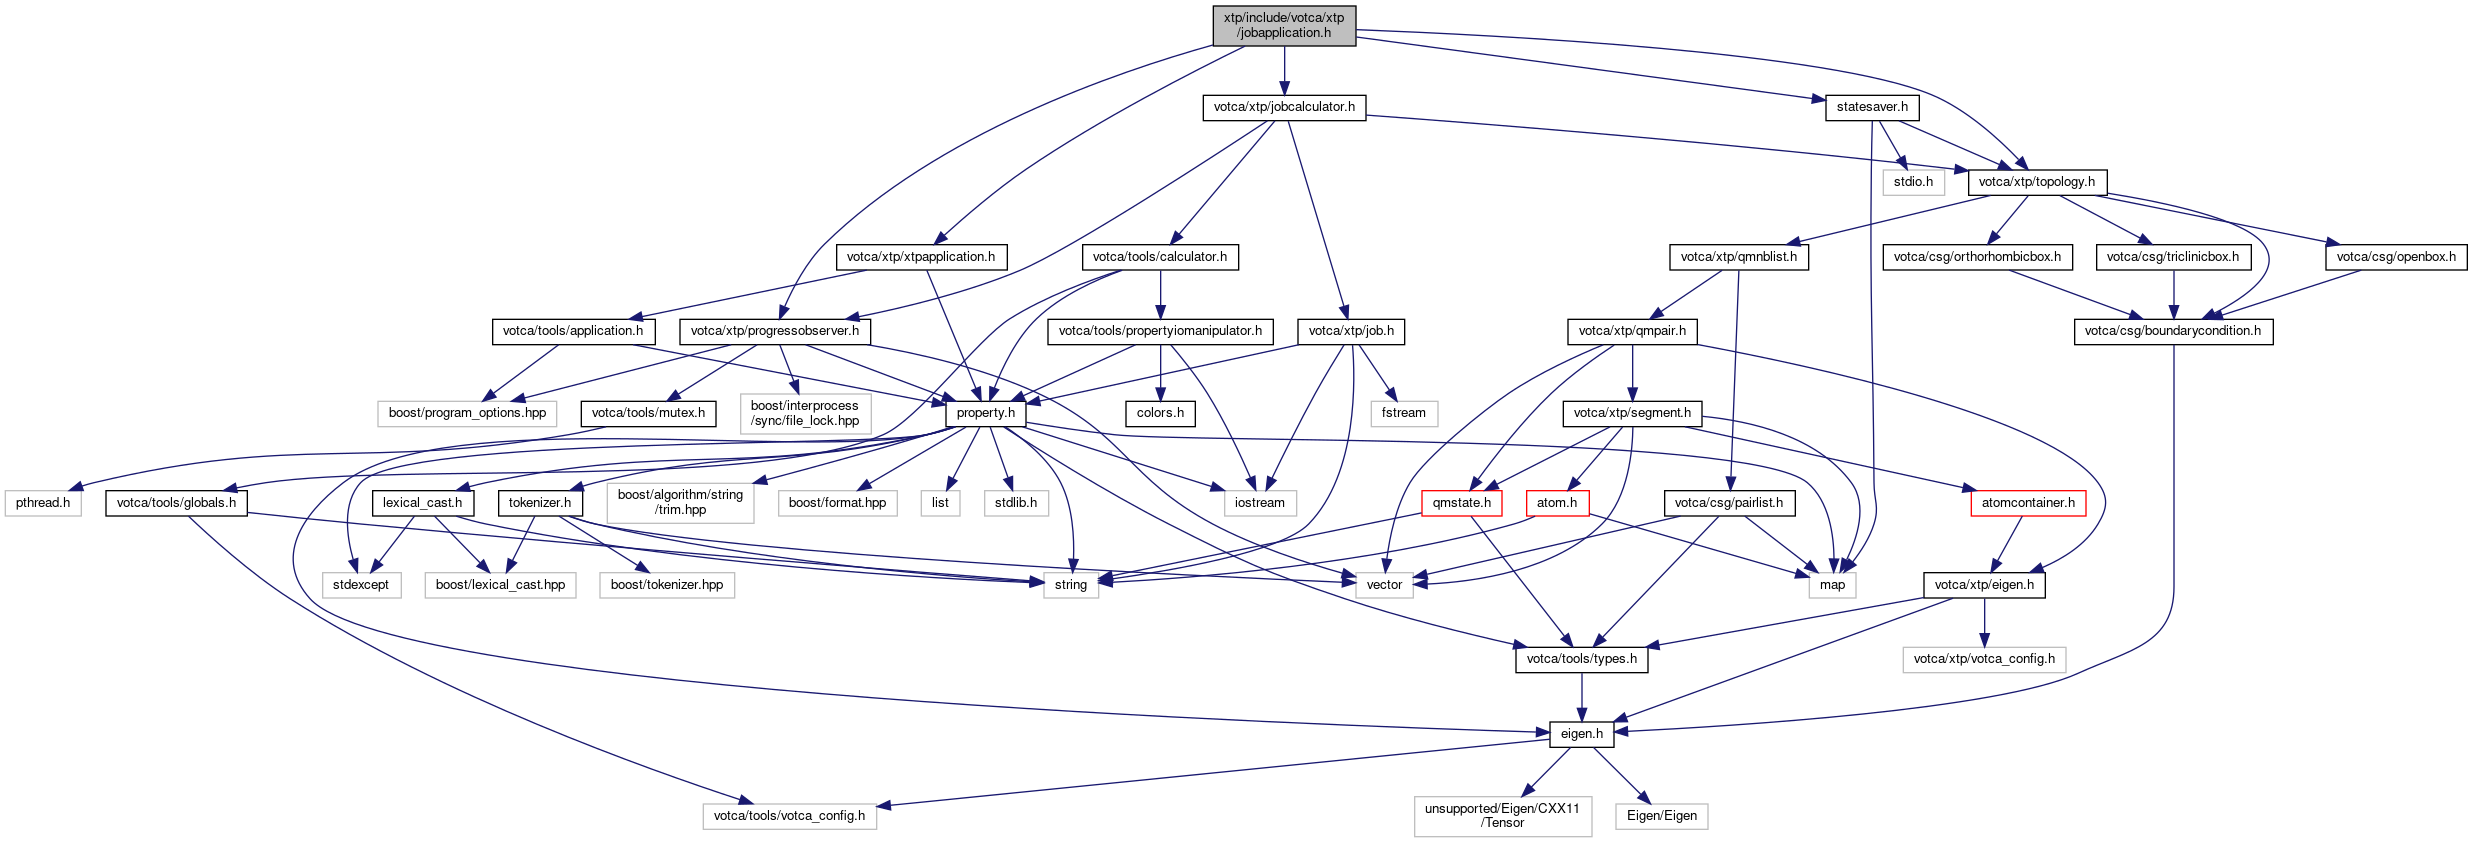 xtp/include/votca/xtp
/jobapplication.h
votca/xtp/jobcalculator.h
statesaver.h
stdio.h
votca/xtp/topology.h
votca/xtp/xtpapplication.h
votca/tools/calculator.h
votca/xtp/qmnblist.h
votca/csg/orthorhombicbox.h
votca/csg/triclinicbox.h
votca/csg/openbox.h
votca/tools/application.h
votca/xtp/progressobserver.h
votca/tools/propertyiomanipulator.h
votca/xtp/job.h
votca/xtp/qmpair.h
votca/csg/boundarycondition.h
boost/program_options.hpp
votca/tools/mutex.h
boost/interprocess
/sync/file_lock.hpp
property.h
colors.h
fstream
votca/xtp/segment.h
pthread.h
votca/tools/globals.h
lexical_cast.h
tokenizer.h
boost/algorithm/string
/trim.hpp
boost/format.hpp
list
stdlib.h
iostream
qmstate.h
atom.h
votca/csg/pairlist.h
atomcontainer.h
stdexcept
boost/lexical_cast.hpp
boost/tokenizer.hpp
string
vector
map
votca/xtp/eigen.h
votca/tools/types.h
votca/xtp/votca_config.h
eigen.h
votca/tools/votca_config.h
unsupported/Eigen/CXX11
/Tensor
Eigen/Eigen